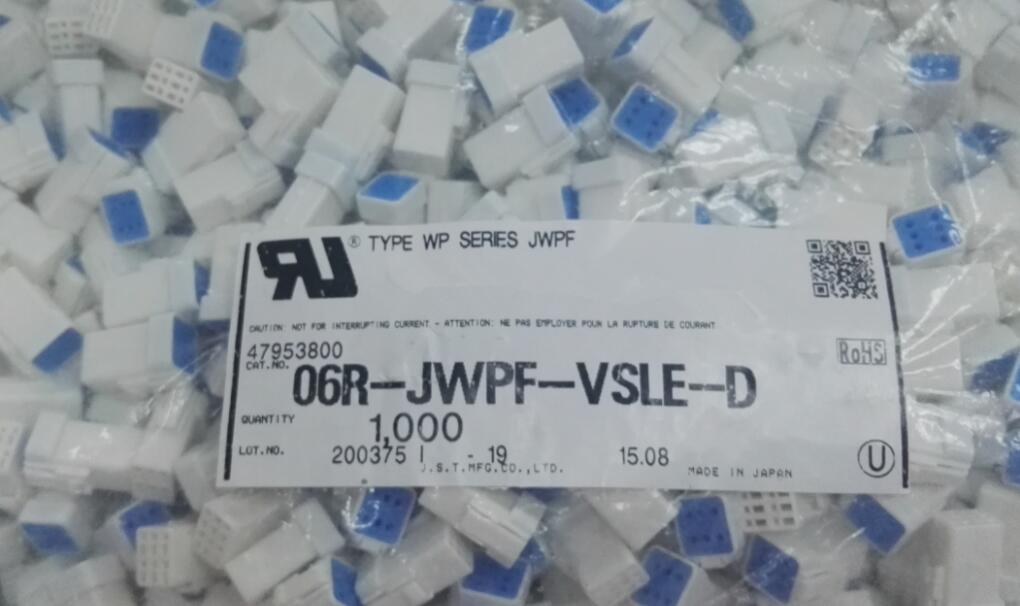 ® TYPE WP SERIES JWPF
CAUTION: NOT FOR INTERRUPTING CURRENT - ATTENTION: NE PAS EMPLOYER POUR LA RUPTURE DE COURANT
47953800
RoHS
CAT.NO. 06R-JWPF-VSLE-D
QUANTITY 1,000
LOT.NO. 200375 I - 19 15.08
J.S.T.MFG.CO.,LTD. MADE IN JAPAN
U